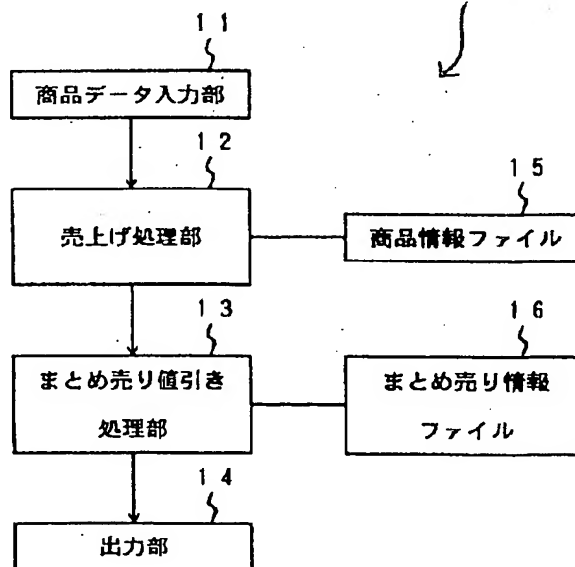 11
商品データ入力部
12
売上げ処理部
15
商品情報ファイル
13
まとめ売り値引き
処理部
16
まとめ売り情報
ファイル
14
出力部